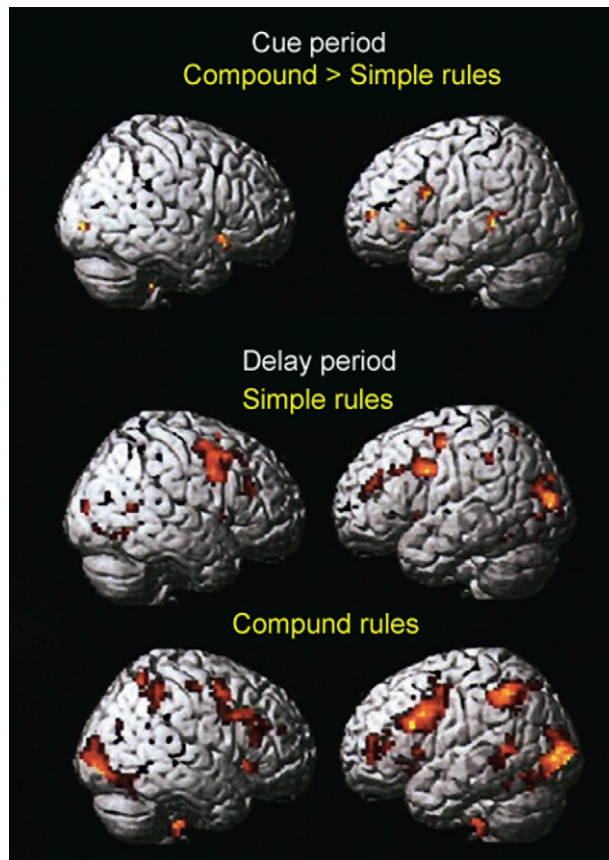 Cue period
Compound > Simple rules
Delay period
Simple rules
Compund rules